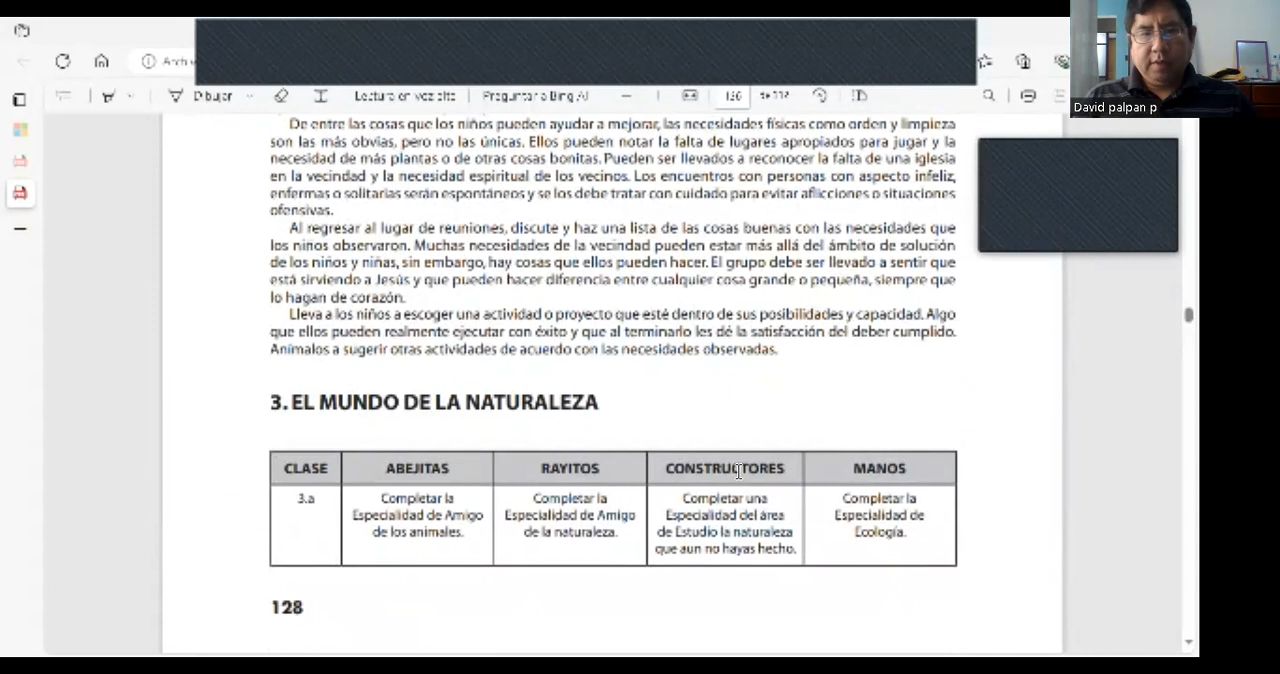 Dibujar
Lectura en voz alta
Preguntar a Bing AI
David palpan p
De entre las cosas que los niños pueden ayudar a mejorar, las necesidades físicas como orden y limpieza
son las más obvias, pero no las únicas. Ellos pueden notar la falta de lugares apropiados para jugar y la
necesidad de más plantas o de otras cosas bonitas. Pueden ser llevados a reconocer la falta de una iglesia
en la vecindad y la necesidad espiritual de los vecinos. Los encuentros con personas con aspecto infeliz,
enfermas o solitarias serán espontáneos y se los debe tratar con cuidado para evitar aflicciones o situaciones
ofensivas.
Al regresar al lugar de reuniones, discute y haz una lista de las cosas buenas con las necesidades que
los niños observaron. Muchas necesidades de la vecindad pueden estar más allá del ámbito de solución
de los niños y niñas, sin embargo, hay cosas que ellos pueden hacer. El grupo debe ser llevado a sentir que
está sirviendo a Jesús y que pueden hacer diferencia entre cualquier cosa grande o pequeña, siempre que
lo hagan de corazón.
Lleva a los niños a escoger una actividad o proyecto que esté dentro de sus posibilidades y capacidad. Algo
que ellos pueden realmente ejecutar con éxito y que al terminarlo les dé la satisfacción del deber cumplido.
Anímalos a sugerir otras actividades de acuerdo con las necesidades observadas.
3. EL MUNDO DE LA NATURALEZA
CLASE ABEJITAS RAYITOS CONSTRUCTORES MANOS
3.a Completar la Completar la Completar una Completar la
Especialidad de Amigo Especialidad de Amigo Especialidad del área Especialidad de
de los animales. de la naturaleza. de Estudio la naturaleza Ecología.
que aun no hayas hecho.
128